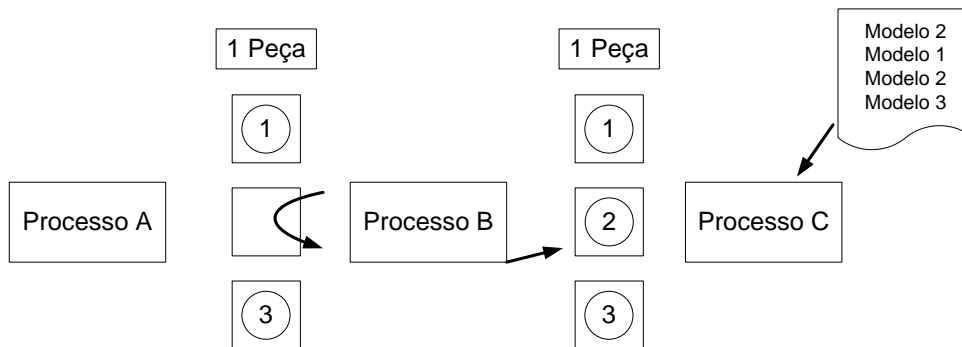 1 Peça
1 Peça
Modelo 2
Modelo 1
Modelo 2
Modelo 3
1
1
Processo A
Processo B
2
Processo C
3
3